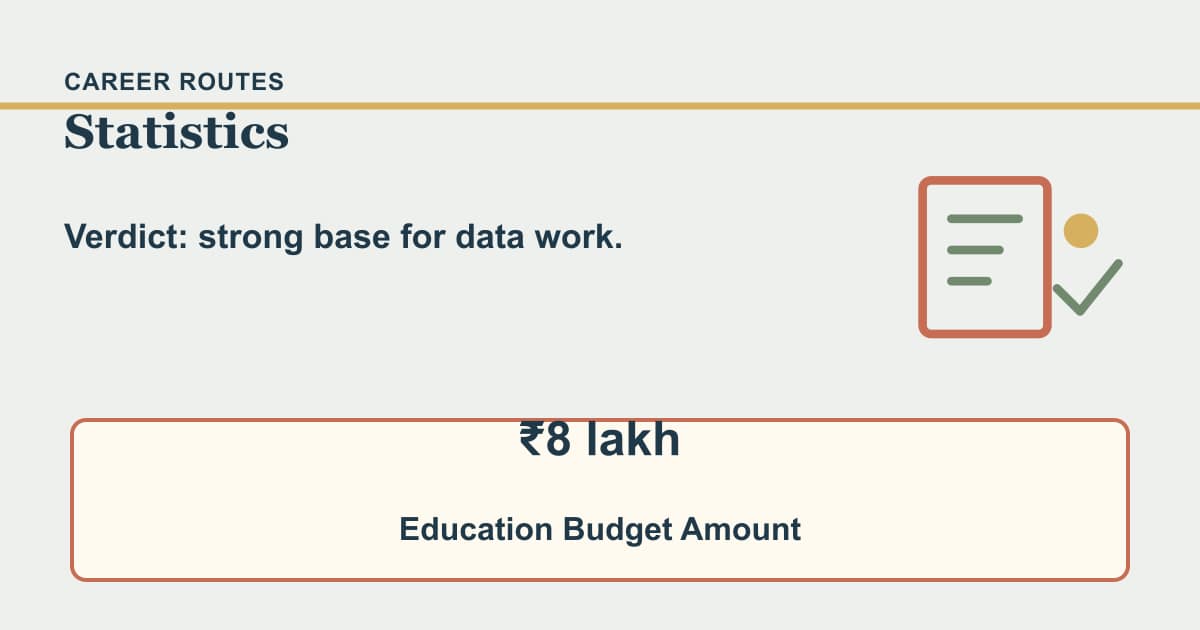 CAREER ROUTES
Statistics
Verdict: strong base for data work.
₹8 lakh
Education Budget Amount